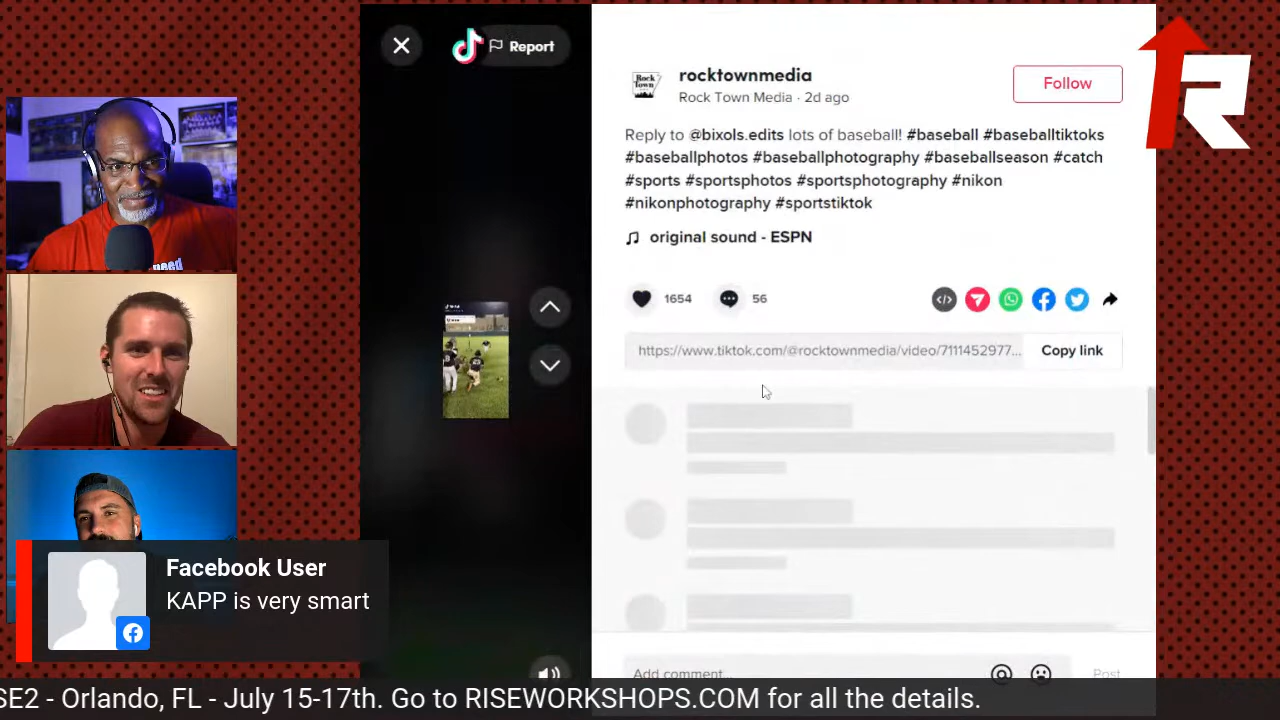 Report
Rock
Town
rocktownmedia
Rock Town Media · 2d ago
Follow
Reply to @bixols.edits lots of baseball! #baseball #baseballtiktoks
#baseballphotos #baseballphotography #baseballseason #catch
#sports #sportsphotos #sportsphotography #nikon
#nikonphotography #sportstiktok
original sound - ESPN
1654
56
https://www.tiktok.com/@rocktownmedia/video/7111452977...
Copy link
Add comment...
Post
R
Facebook User
KAPP is very smart
SE2 - Orlando, FL - July 15-17th. Go to RISEWORKSHOPS.COM for all the details.